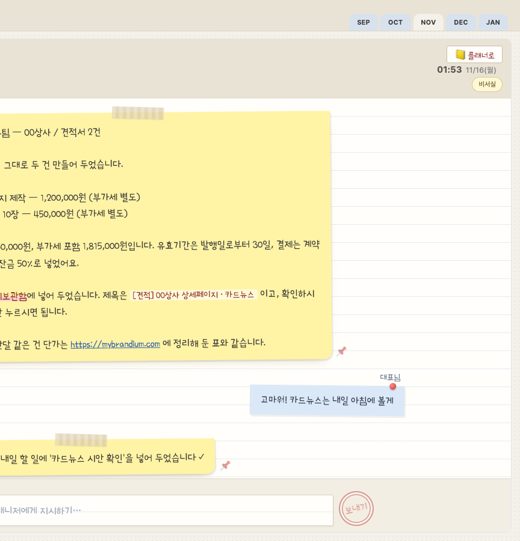 SEP OCT NOV DEC JAN
플래너로
01:53 11/16(월)
비서실
팀 — 00상사 / 견적서 2건
그대로 두 건 만들어 두었습니다.
지 제작 — 1,200,000원 (부가세 별도)
10장 — 450,000원 (부가세 별도)
0,000원, 부가세 포함 1,815,000원입니다. 유효기간은 발행일로부터 30일, 결제는 계약
잔금 50%로 넣었어요.
보관함에 넣어 두었습니다. 제목은 [견적] 00상사 상세페이지 · 카드뉴스 이고, 확인하시
누르시면 됩니다.
같은 건 단가는 https://mybrandium.com 에 정리해 둔 표와 같습니다.
대표님
고마워! 카드뉴스는 내일 아침에 볼게
내일 할 일에 '카드뉴스 시안 확인'을 넣어 두었습니다 ✓
매니저에게 지시하기…
보내기